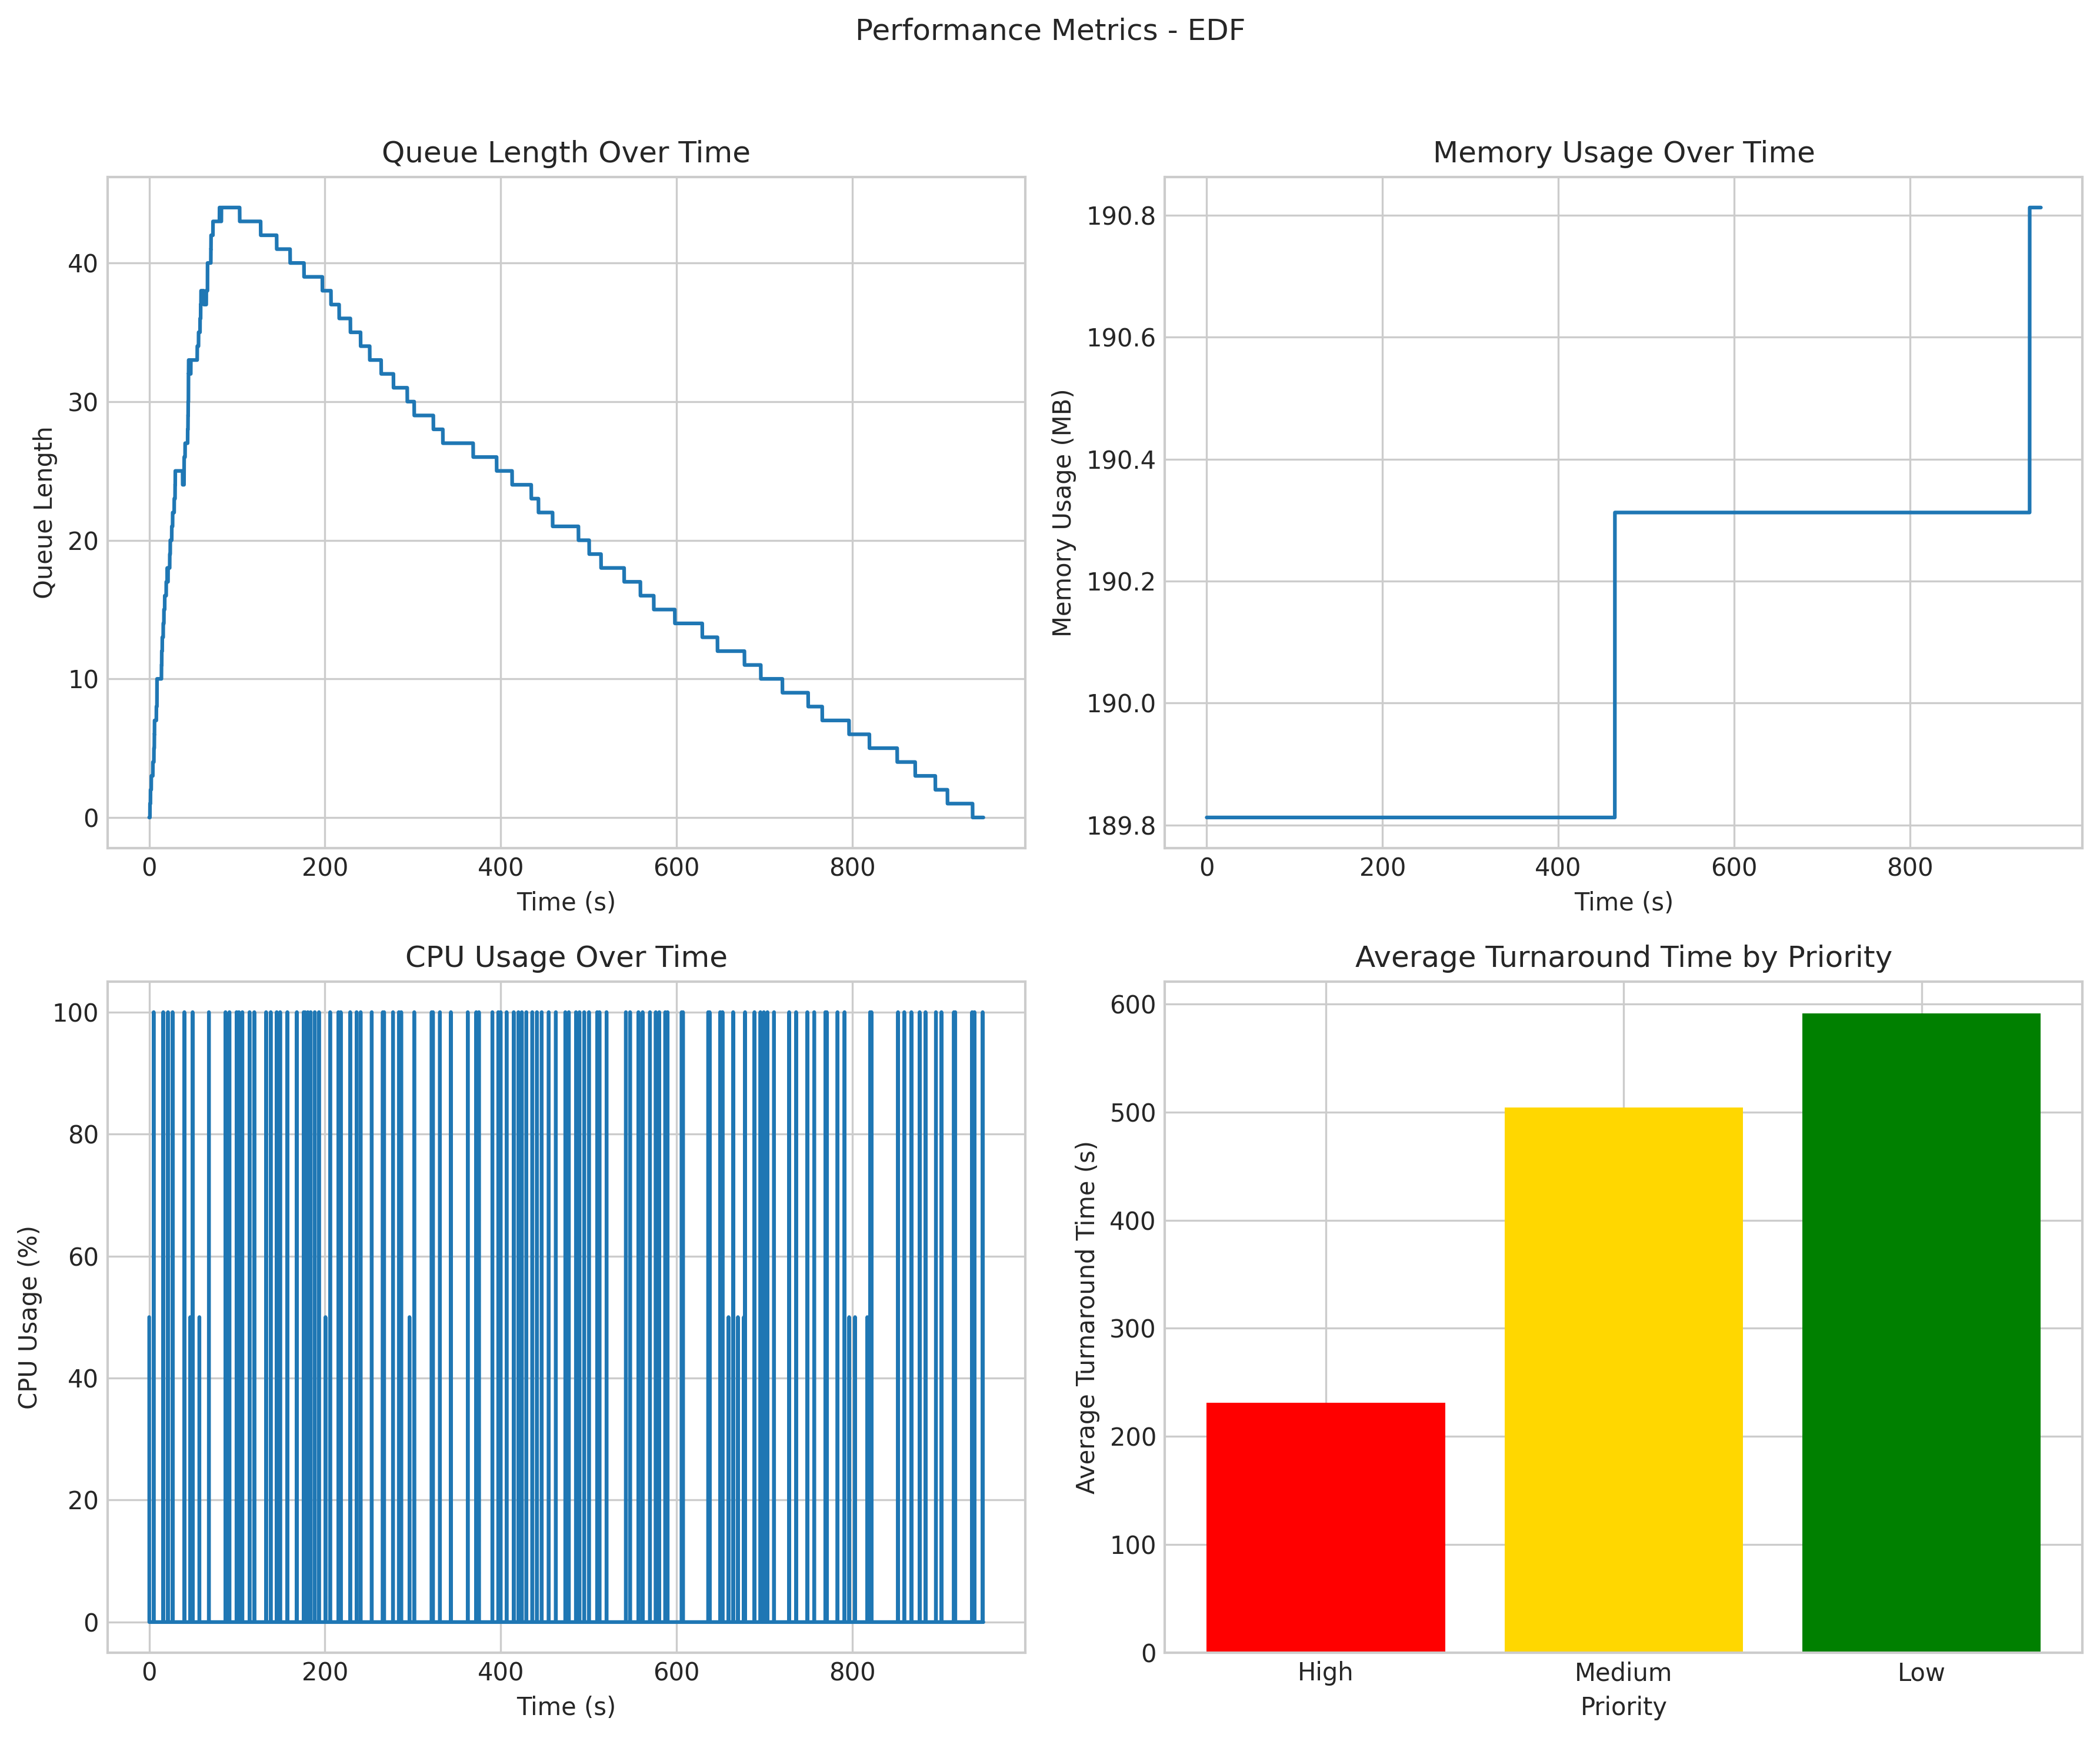 Performance Metrics - EDF
Queue Length Over Time
Queue Length
40
30
20
10
0
0 200 400 600 800
Time (s)
Memory Usage Over Time
Memory Usage (MB)
190.8
190.6
190.4
190.2
190.0
189.8
0 200 400 600 800
Time (s)
CPU Usage Over Time
CPU Usage (%)
100
80
60
40
20
0
0 200 400 600 800
Time (s)
Average Turnaround Time by Priority
Average Turnaround Time (s)
600
500
400
300
200
100
0
High Medium Low
Priority